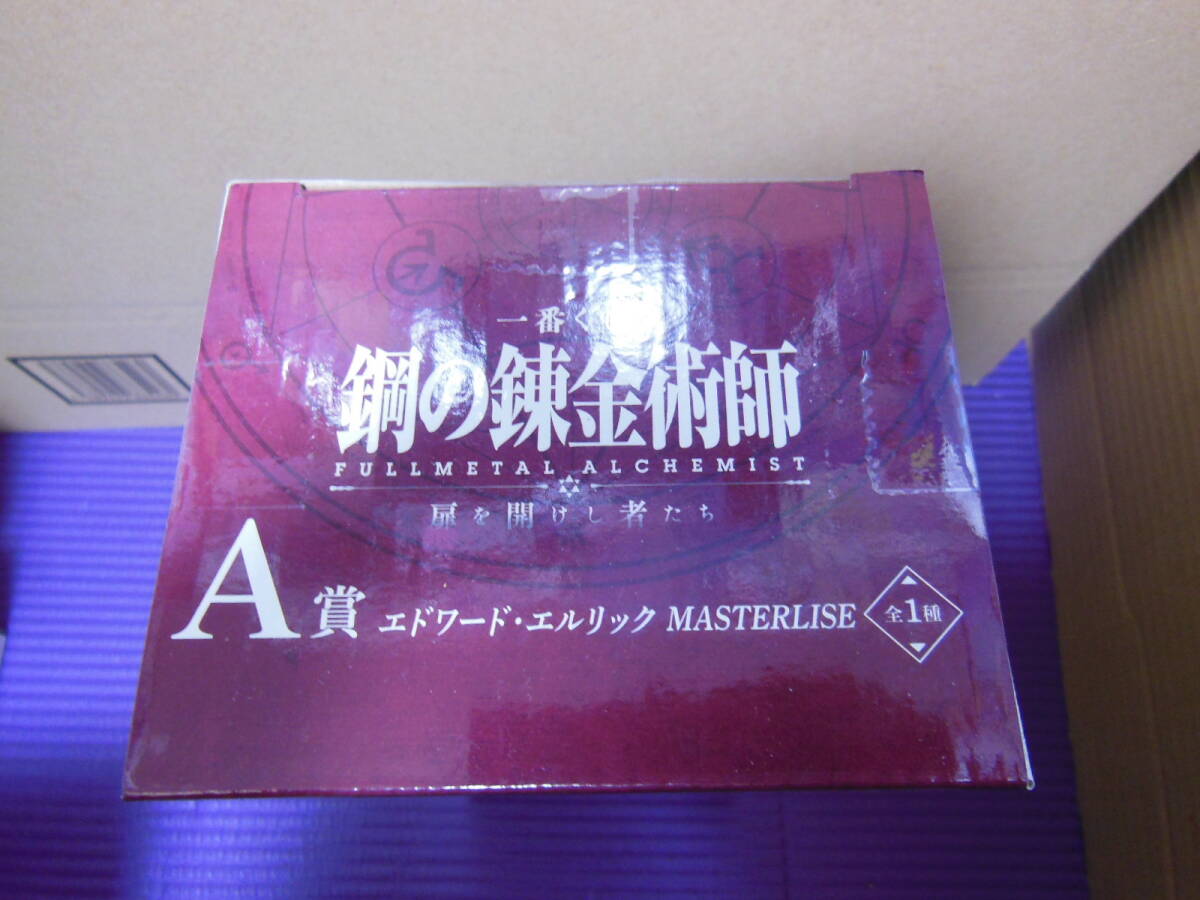 一番く
鋼の錬金術師
FULLMETAL ALCHEMIST
扉を開けし者たち
A賞 エドワード・エルリック MASTERLISE 全1種